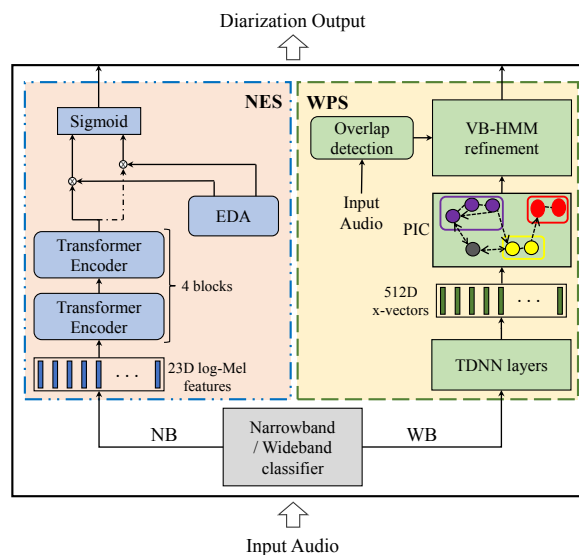 Diarization Output
NES
WPS
Sigmoid
EDA
Transformer
Encoder
Transformer
Encoder
4 blocks
23D log-Mel
features
Overlap
detection
VB-HMM
refinement
Input
Audio
PIC
512D
x-vectors
TDNN layers
NB
Narrowband
/ Wideband
classifier
WB
Input Audio